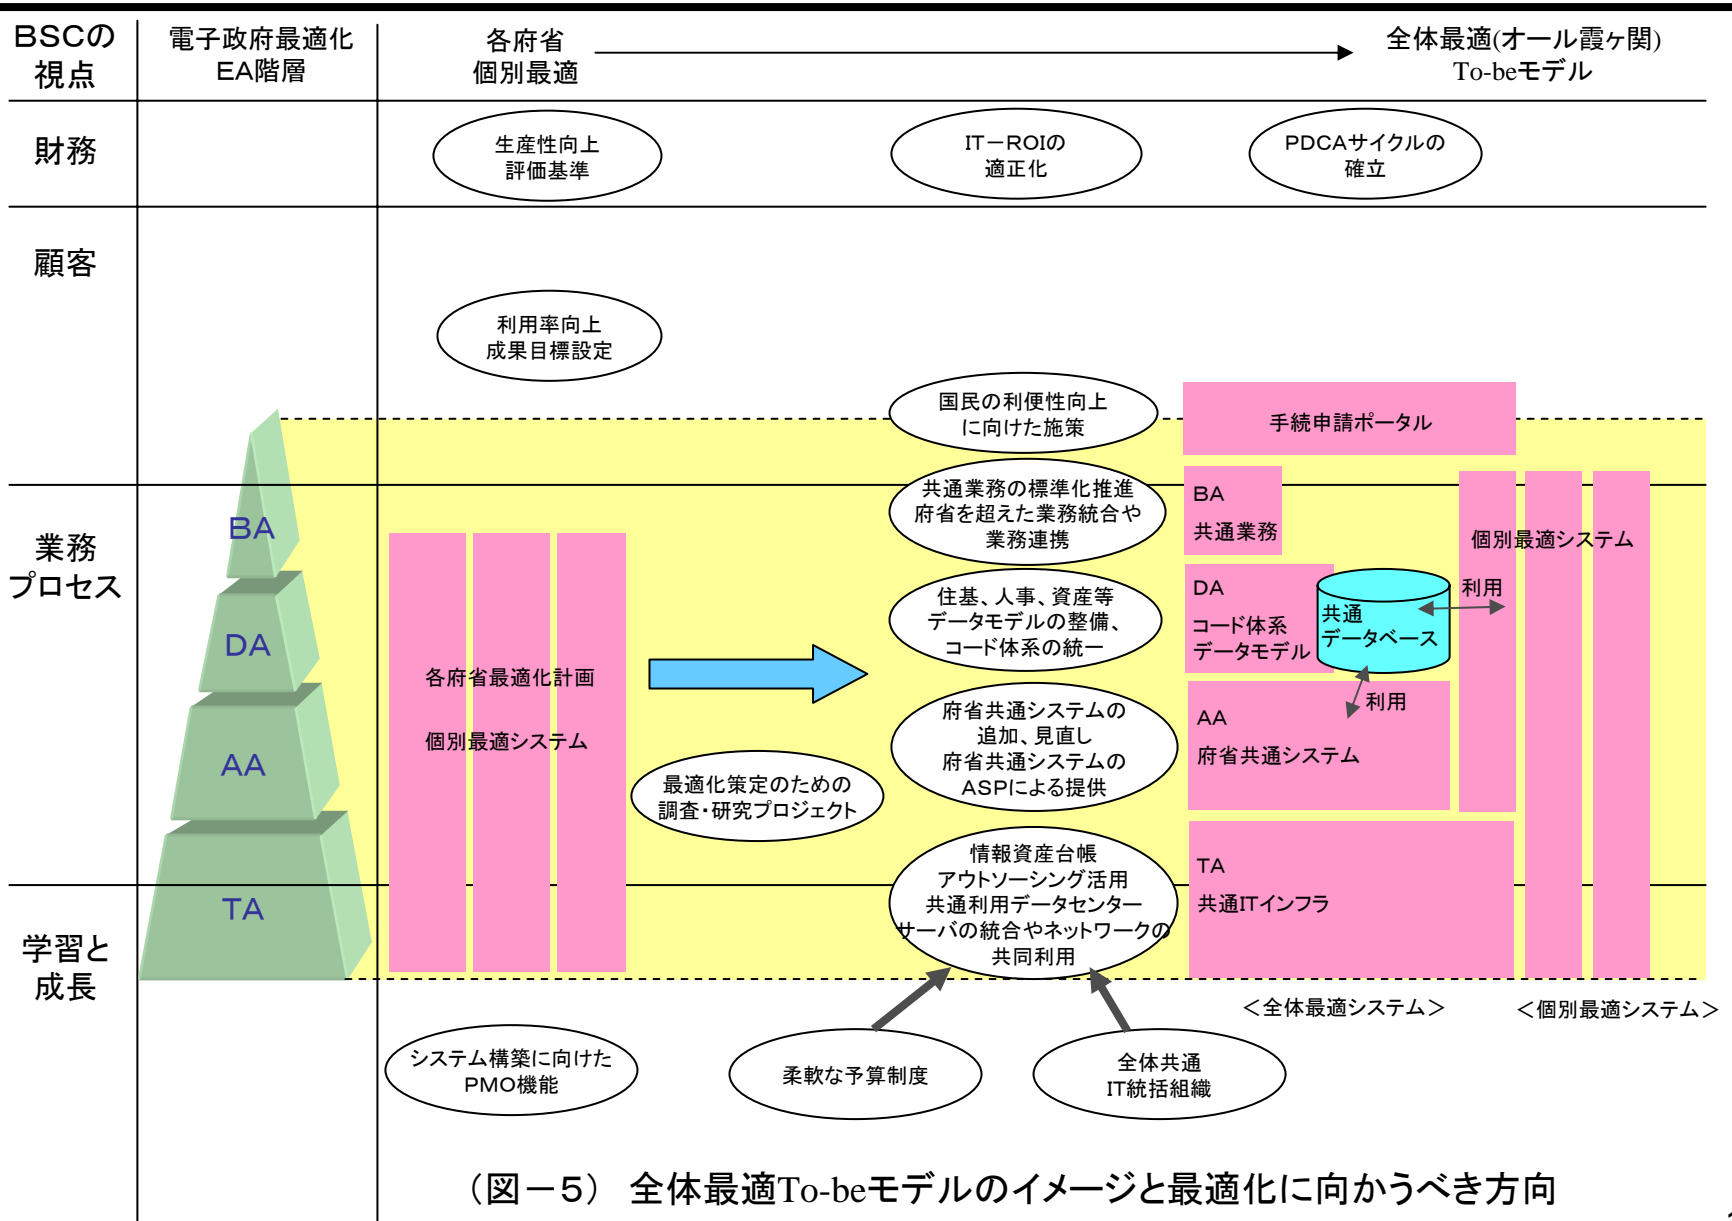 BSCの
視点
電子政府最適化
EA階層
各府省
個別最適
全体最適(オール霞ヶ関)
To-beモデル
財務
生産性向上
評価基準
IT－ROIの
適正化
PDCAサイクルの
確立
顧客
利用率向上
成果目標設定
国民の利便性向上
に向けた施策
手続申請ポータル
業務
プロセス
BA
DA
AA
TA
各府省最適化計画
個別最適システム
最適化策定のための
調査・研究プロジェクト
共通業務の標準化推進
府省を超えた業務統合や
業務連携
住基、人事、資産等
データモデルの整備、
コード体系の統一
府省共通システムの
追加、見直し
府省共通システムの
ASPによる提供
情報資産台帳
アウトソーシング活用
共通利用データセンター
サーバの統合やネットワークの
共同利用
BA
共通業務
DA
コード体系
データモデル
共通
データベース
利用
利用
個別最適システム
AA
府省共通システム
TA
共通ITインフラ
学習と
成長
＜全体最適システム＞
＜個別最適システム＞
システム構築に向けた
PMO機能
柔軟な予算制度
全体共通
IT統括組織
（図－5） 全体最適To-beモデルのイメージと最適化に向かうべき方向